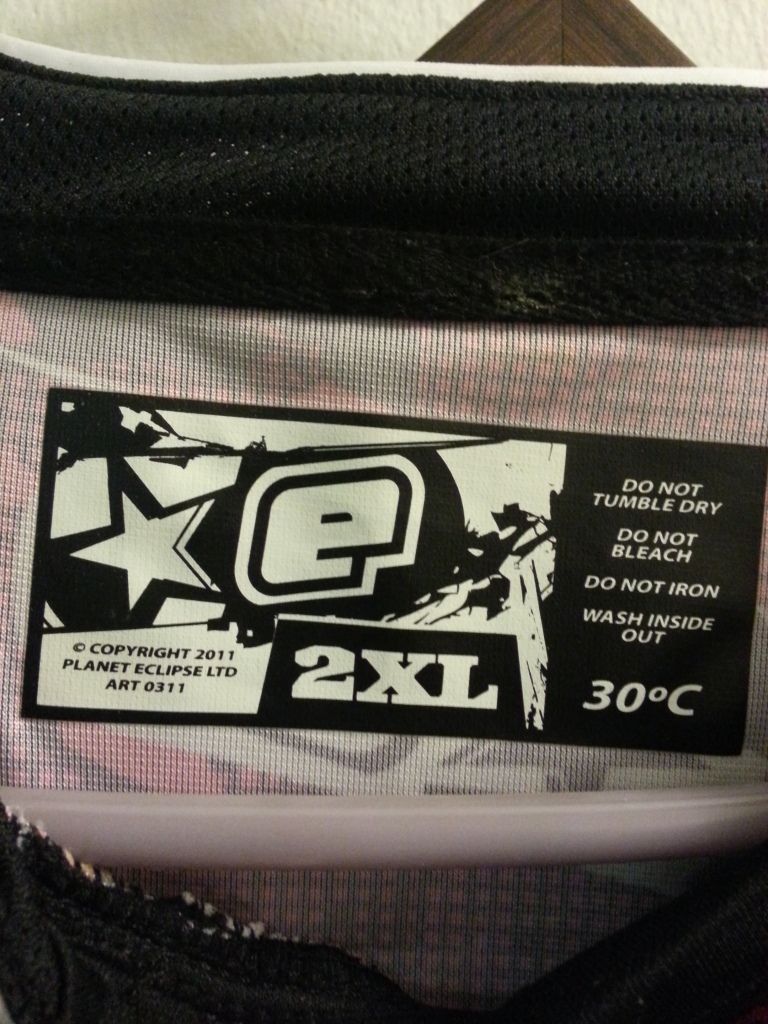 e
© COPYRIGHT 2011
PLANET ECLIPSE LTD
ART 0311
2XL
DO NOT
TUMBLE DRY
DO NOT
BLEACH
DO NOT IRON
WASH INSIDE
OUT
30ºC